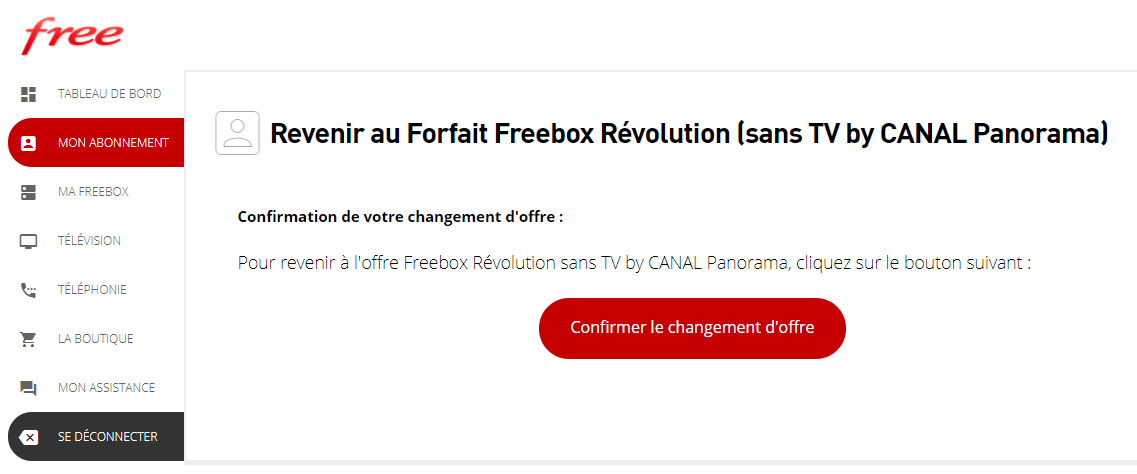 free
TABLEAU DE BORD
MON ABONNEMENT
MA FREEBOX
TÉLÉVISION
TÉLÉPHONIE
LA BOUTIQUE
MON ASSISTANCE
SE DÉCONNECTER
Revenir au Forfait Freebox Révolution (sans TV by CANAL Panorama)
Confirmation de votre changement d'offre :
Pour revenir à l'offre Freebox Révolution sans TV by CANAL Panorama, cliquez sur le bouton suivant :
Confirmer le changement d'offre